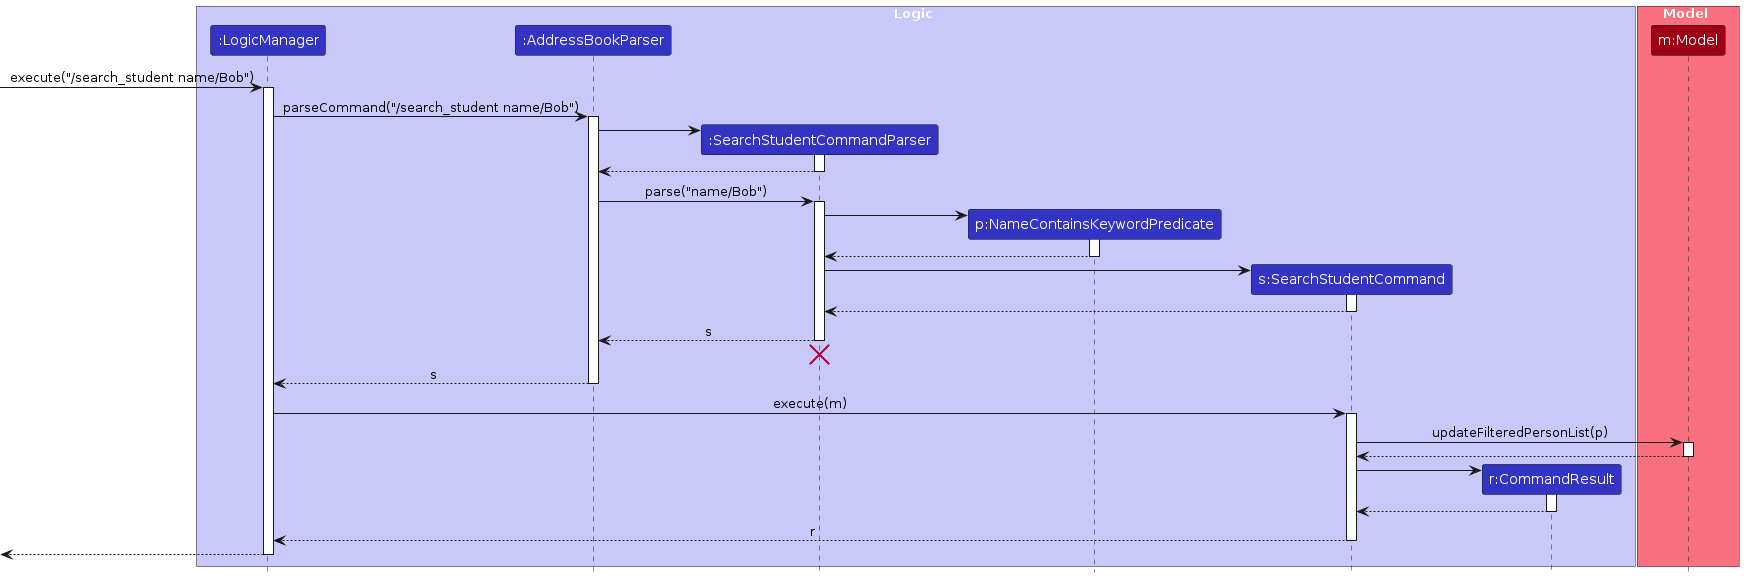 Logic
Model
:LogicManager
:AddressBookParser
m:Model
execute("/search_student name/Bob")
parseCommand("/search_student name/Bob")
:SearchStudentCommandParser
parse("name/Bob")
p:NameContainsKeywordPredicate
s:SearchStudentCommand
s
s
execute(m)
updateFilteredPersonList(p)
r:CommandResult
r